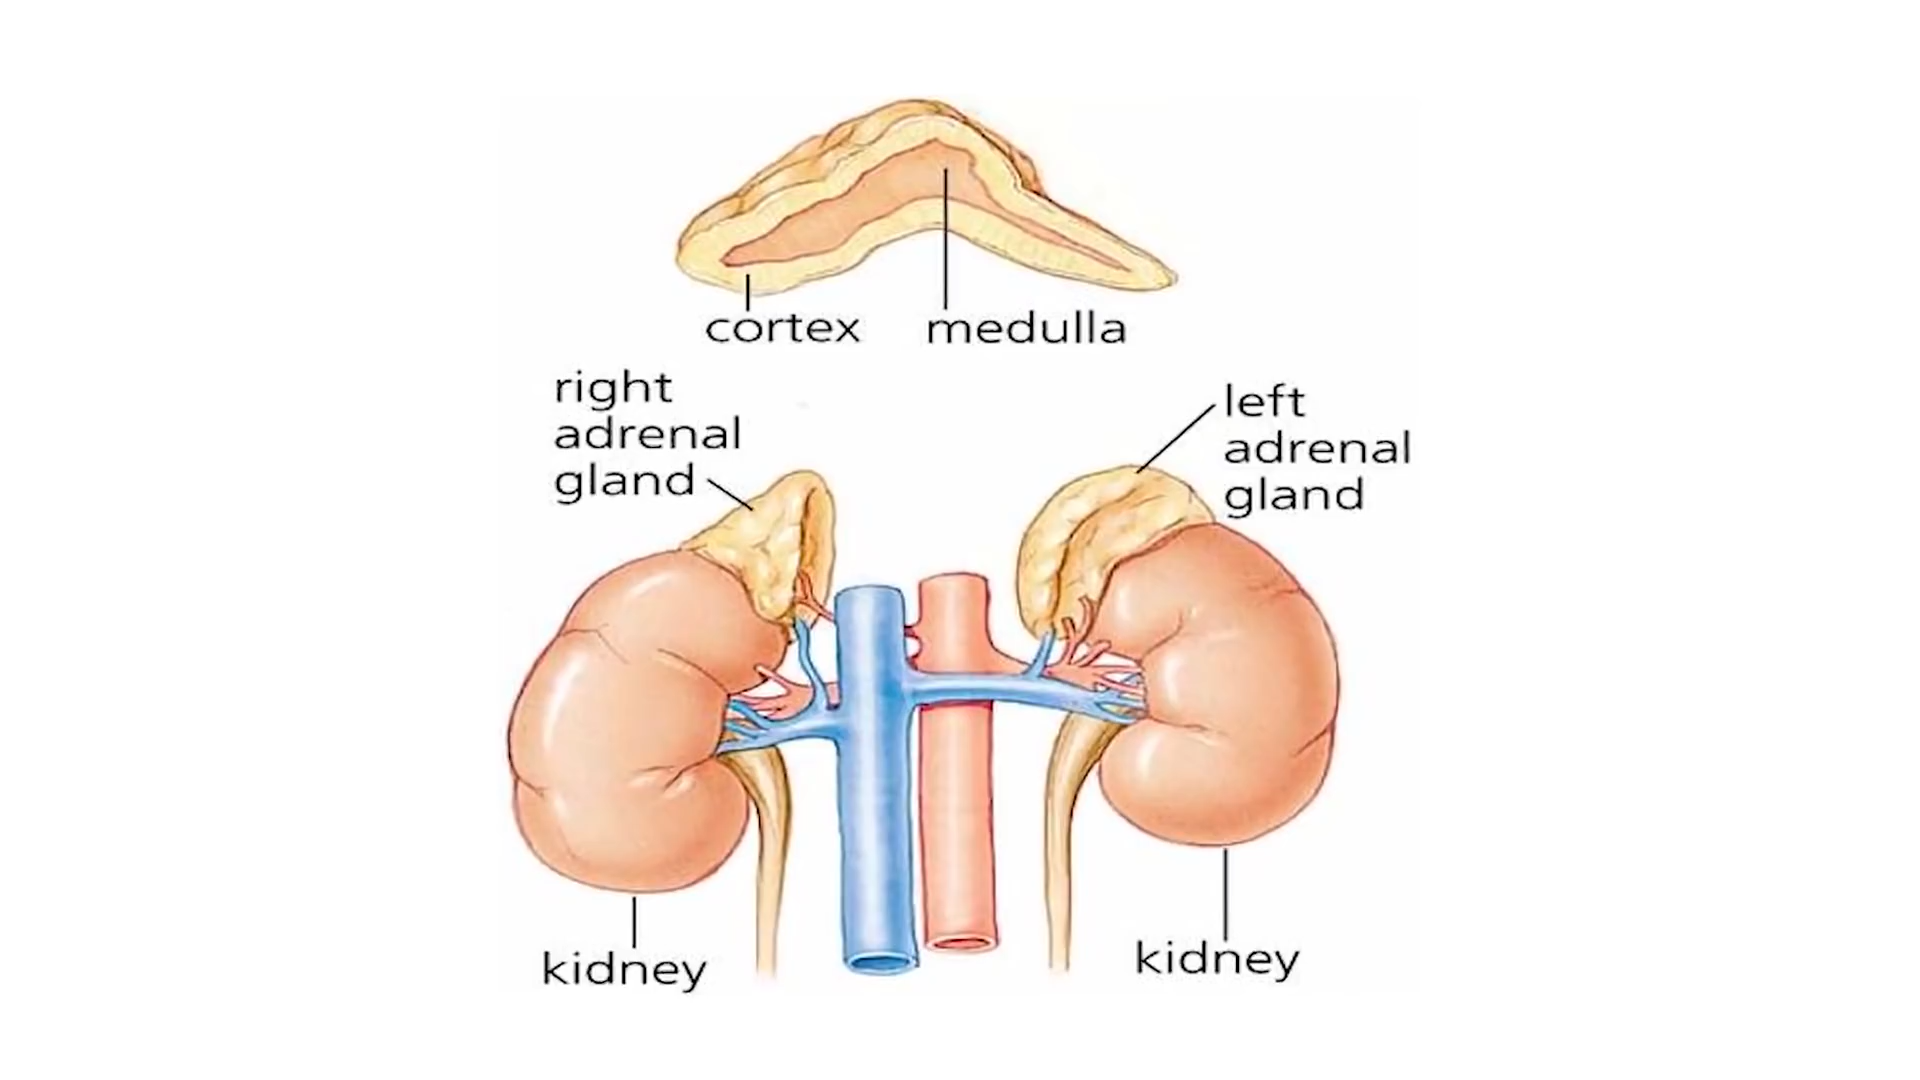 cortex
medulla
right
adrenal
gland
left
adrenal
gland
kidney
kidney